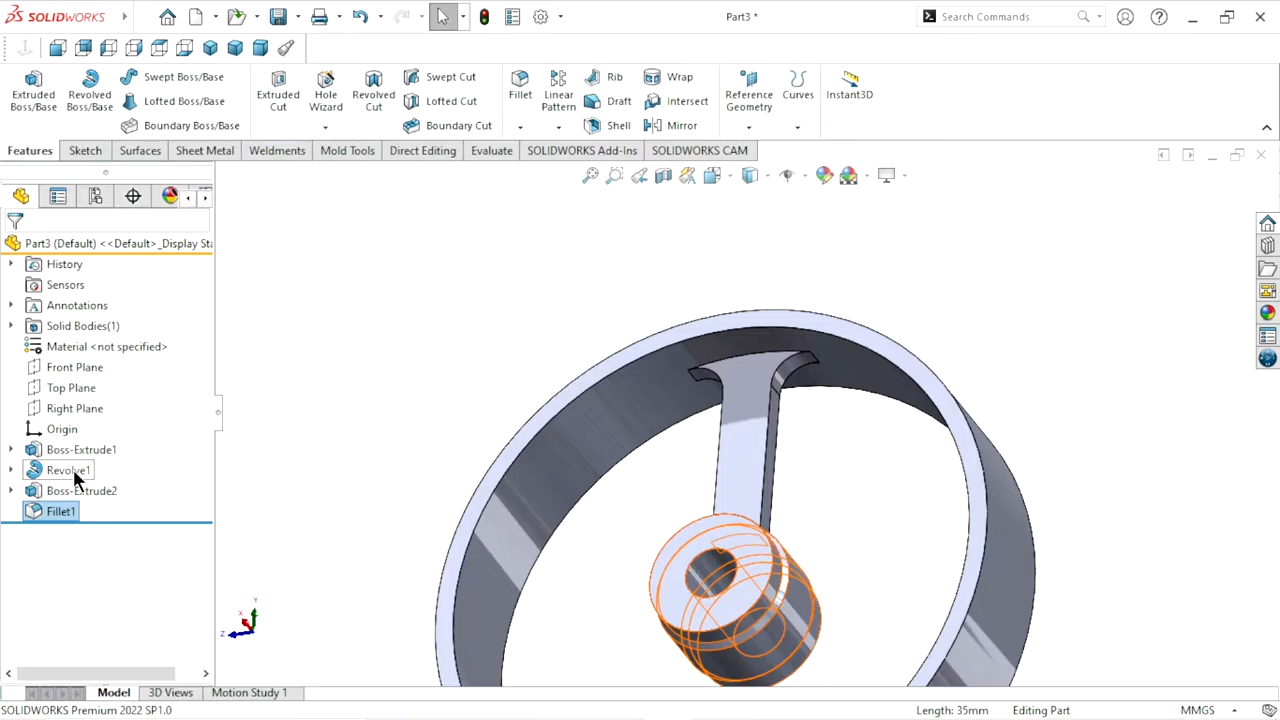 SOLIDWORKS
Part3 *
Search Commands
Extruded Boss/Base
Revolved Boss/Base
Swept Boss/Base
Lofted Boss/Base
Boundary Boss/Base
Extruded Cut
Hole Wizard
Revolved Cut
Swept Cut
Lofted Cut
Boundary Cut
Fillet
Linear Pattern
Rib
Draft
Shell
Wrap
Intersect
Mirror
Reference Geometry
Curves
Instant3D
Features
Sketch
Surfaces
Sheet Metal
Weldments
Mold Tools
Direct Editing
Evaluate
SOLIDWORKS Add-Ins
SOLIDWORKS CAM
Part3 (Default) <<Default>_Display Sta
History
Sensors
Annotations
Solid Bodies(1)
Material <not specified>
Front Plane
Top Plane
Right Plane
Origin
Boss-Extrude1
Revolve1
Boss-Extrude2
Fillet1
Y
X
Z
Model
3D Views
Motion Study 1
SOLIDWORKS Premium 2022 SP1.0
Length: 35mm
Editing Part
MMGS